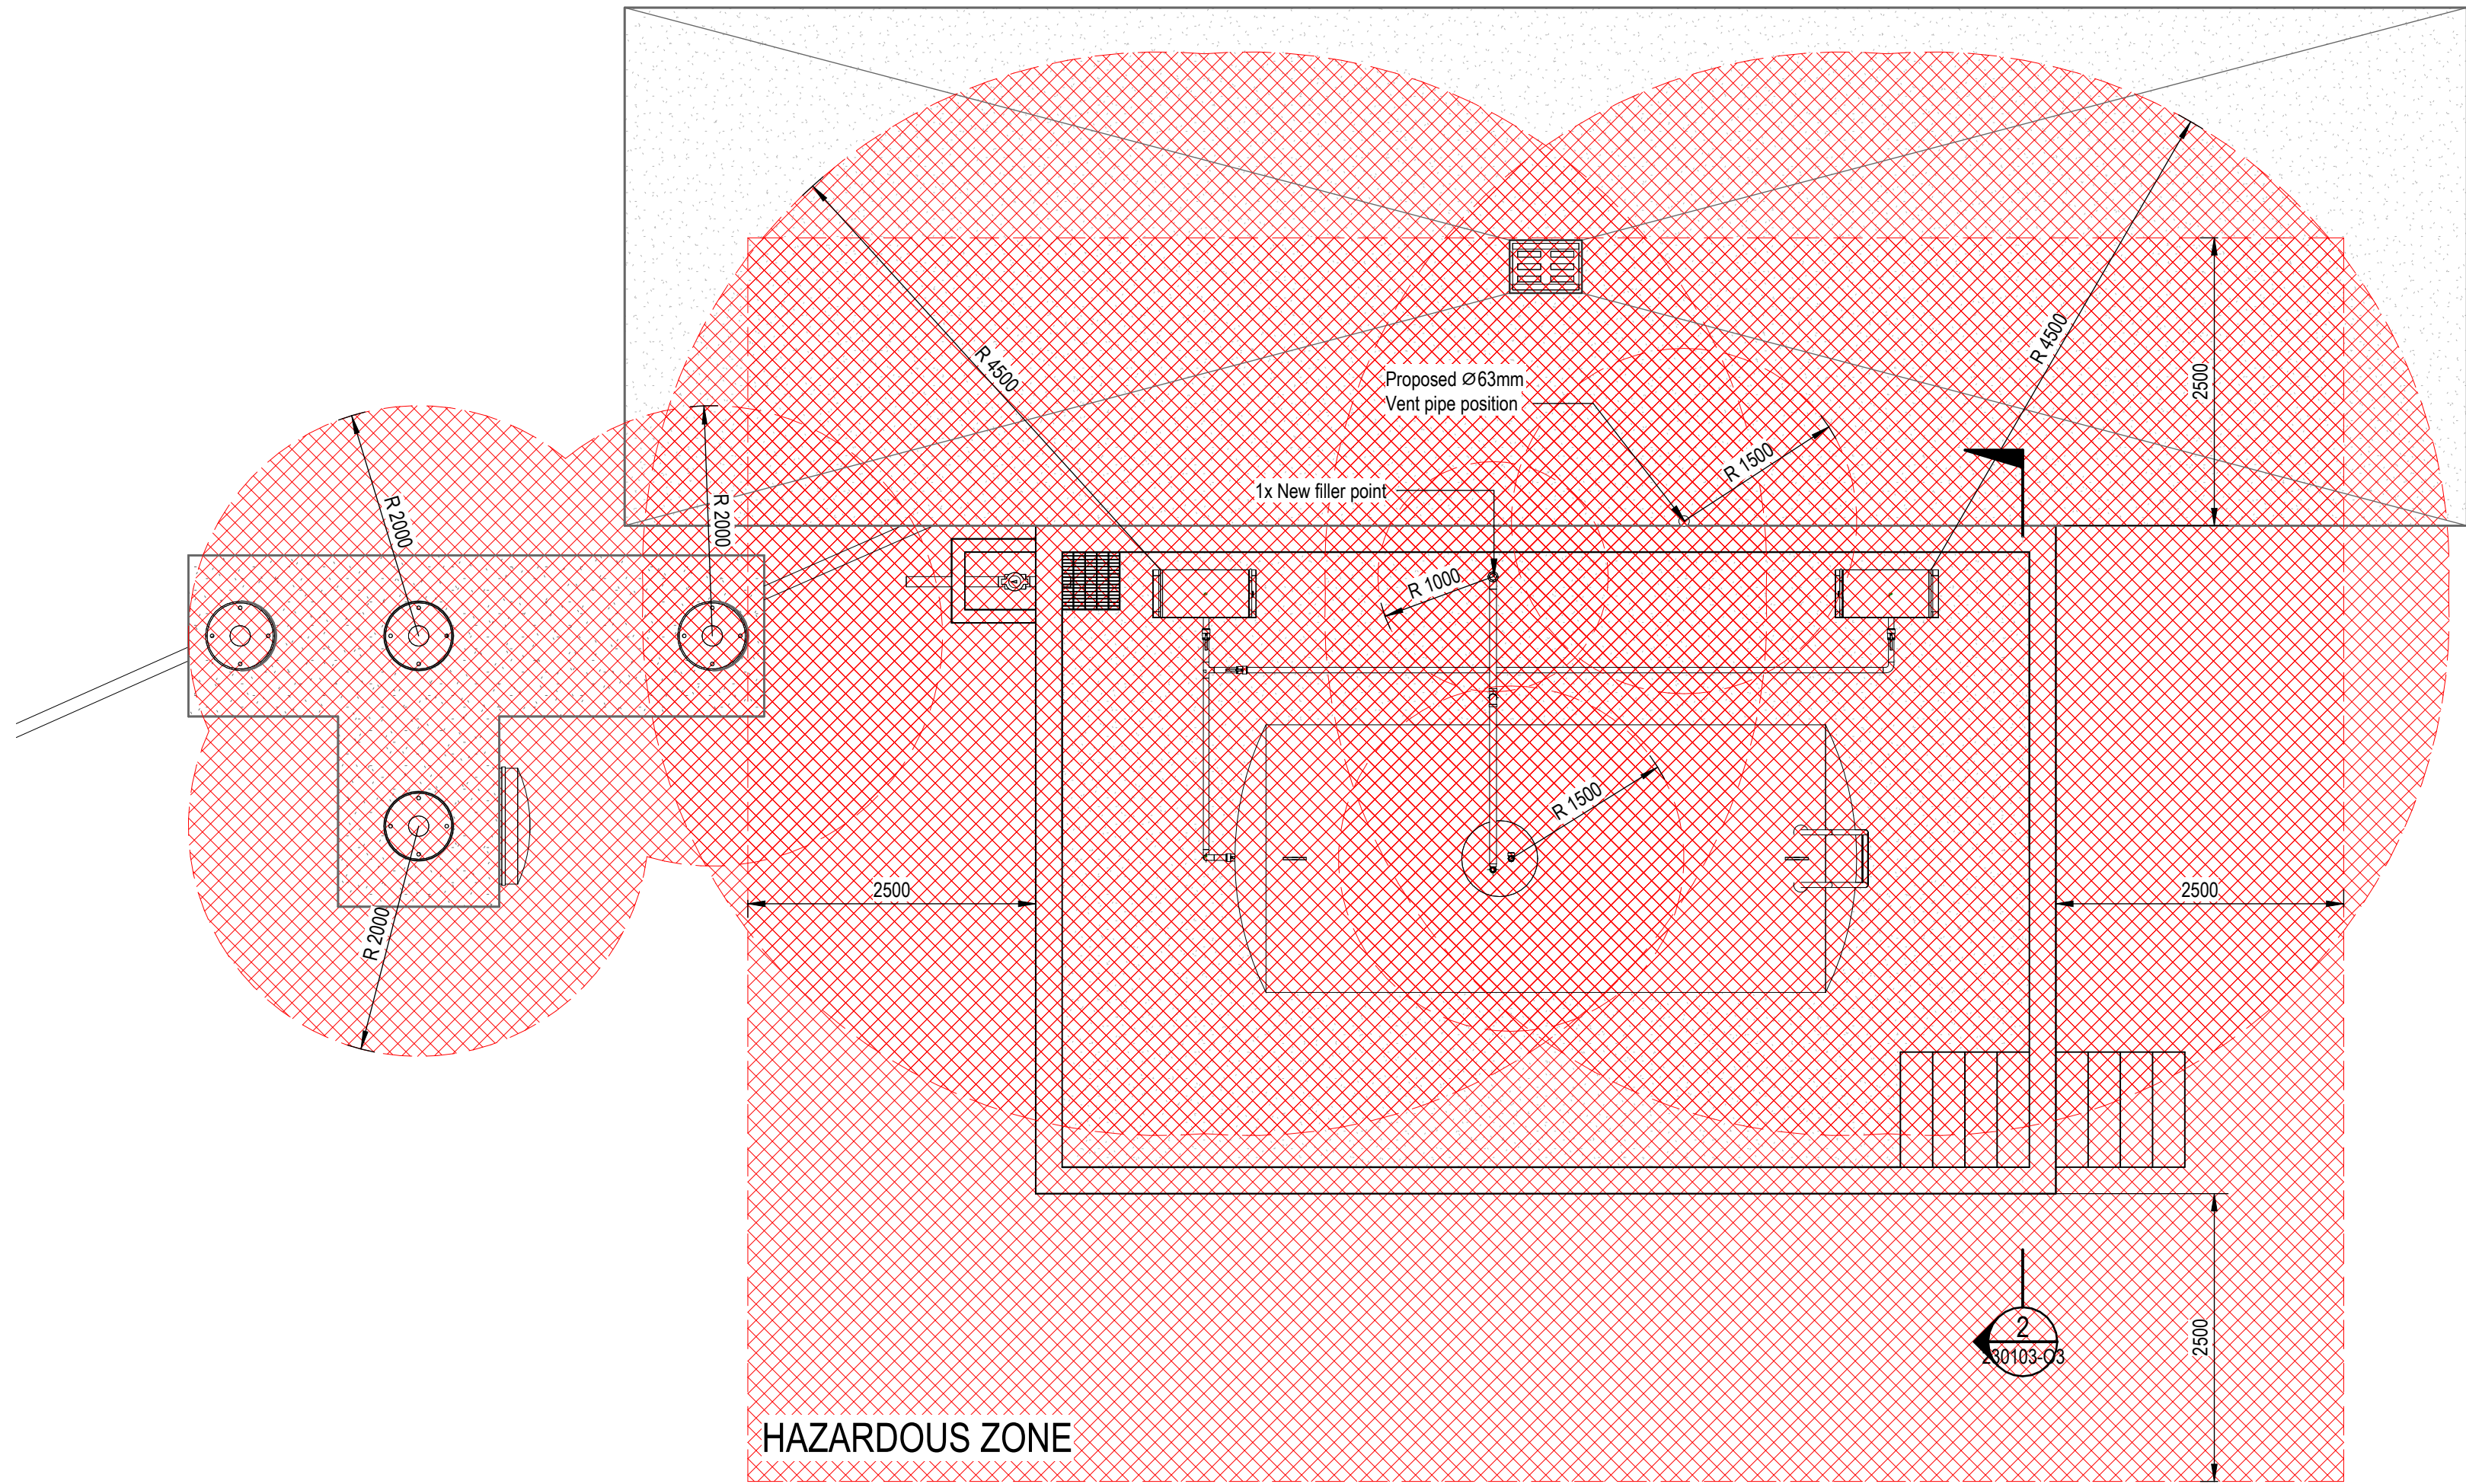 R 4500
R 4500
2500
Proposed Ø63mm
Vent pipe position
R 1500
1x New filler point
R 2000
R 2000
R 1000
R 1500
2500
2500
R 2000
2
230103-O3
2500
HAZARDOUS ZONE